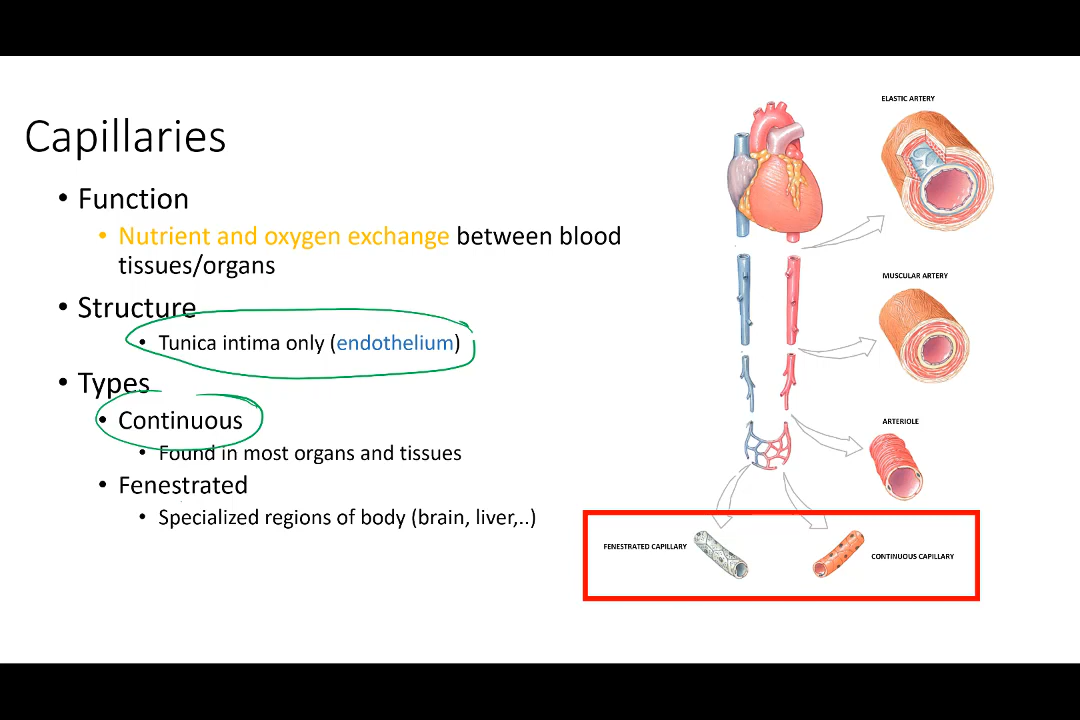 Capillaries
• Function
• Nutrient and oxygen exchange between blood
tissues/organs
• Structure
• Tunica intima only (endothelium)
• Types
• Continuous
• Found in most organs and tissues
• Fenestrated
• Specialized regions of body (brain, liver,..)
ELASTIC ARTERY
MUSCULAR ARTERY
ARTERIOLE
FENESTRATED CAPILLARY
CONTINUOUS CAPILLARY